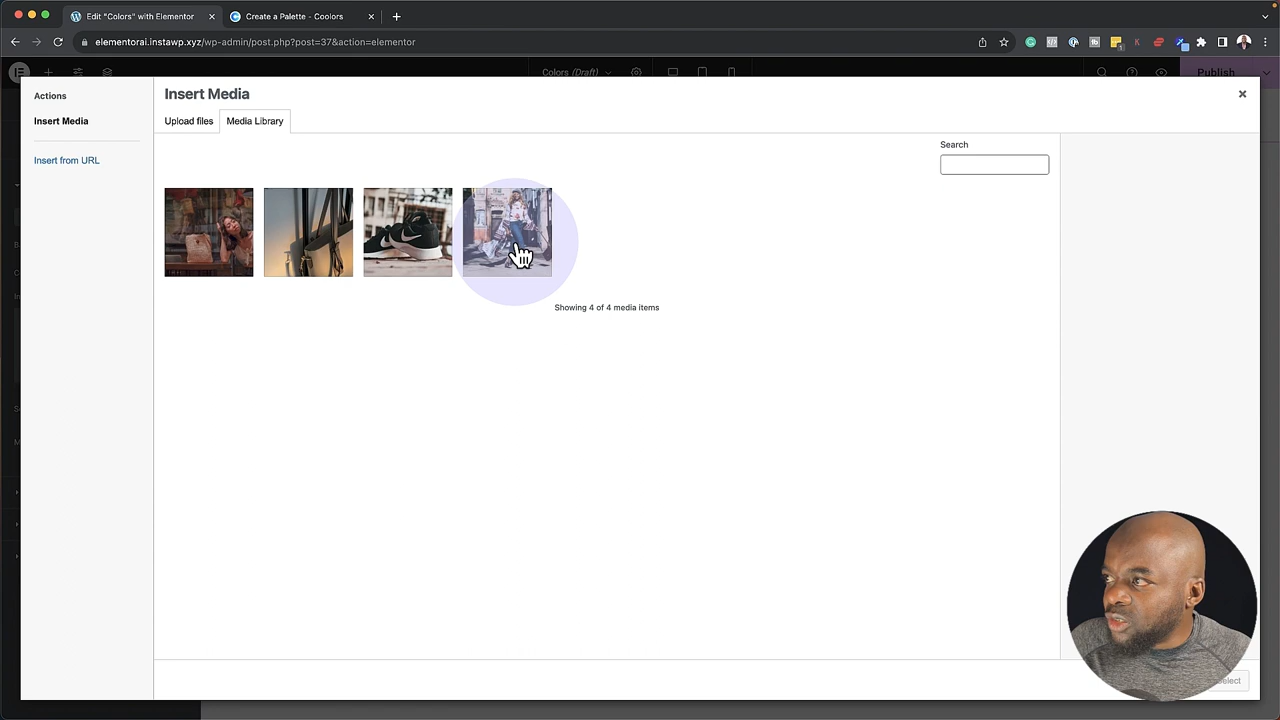 Edit "Colors" with Elementor
Create a Palette - Coolors
elementorai.instawp.xyz/wp-admin/post.php?post=37&action=elementor
Colors (Draft)
Publish
Actions
Insert Media
Insert from URL
Insert Media
Upload files
Media Library
Search
Showing 4 of 4 media items